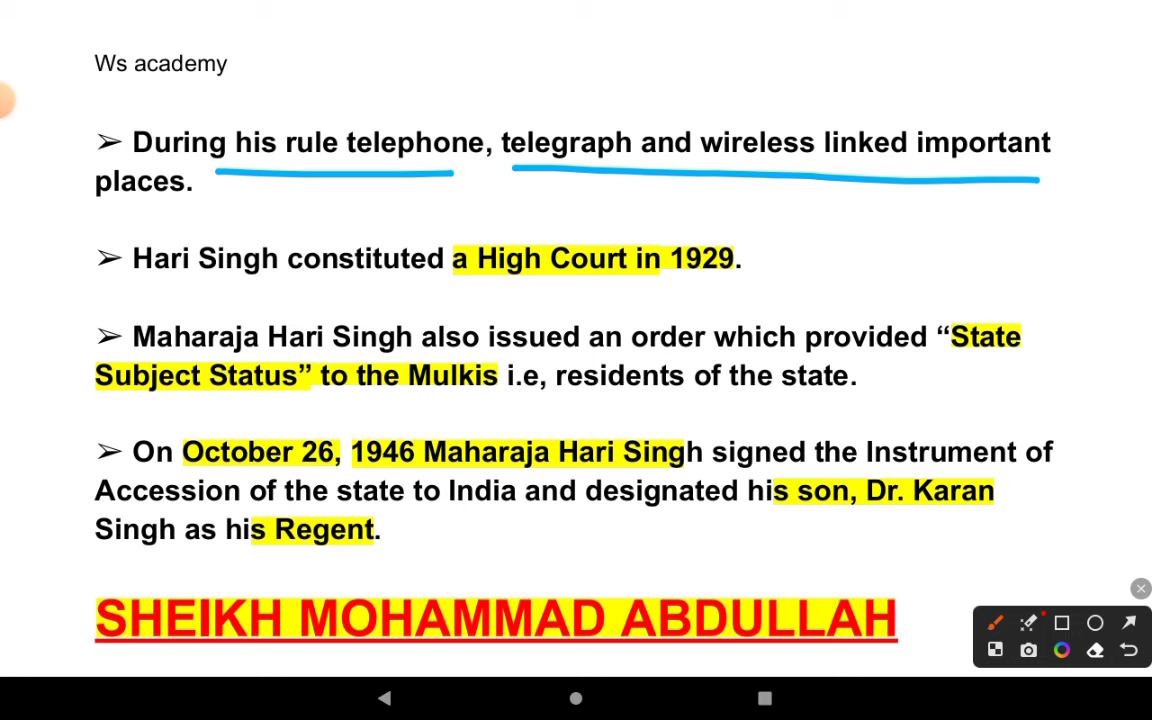 Ws academy
➢ During his rule telephone, telegraph and wireless linked important
places.
➢ Hari Singh constituted a High Court in 1929.
➢ Maharaja Hari Singh also issued an order which provided “State
Subject Status” to the Mulkis i.e, residents of the state.
➢ On October 26, 1946 Maharaja Hari Singh signed the Instrument of
Accession of the state to India and designated his son, Dr. Karan
Singh as his Regent.
SHEIKH MOHAMMAD ABDULLAH